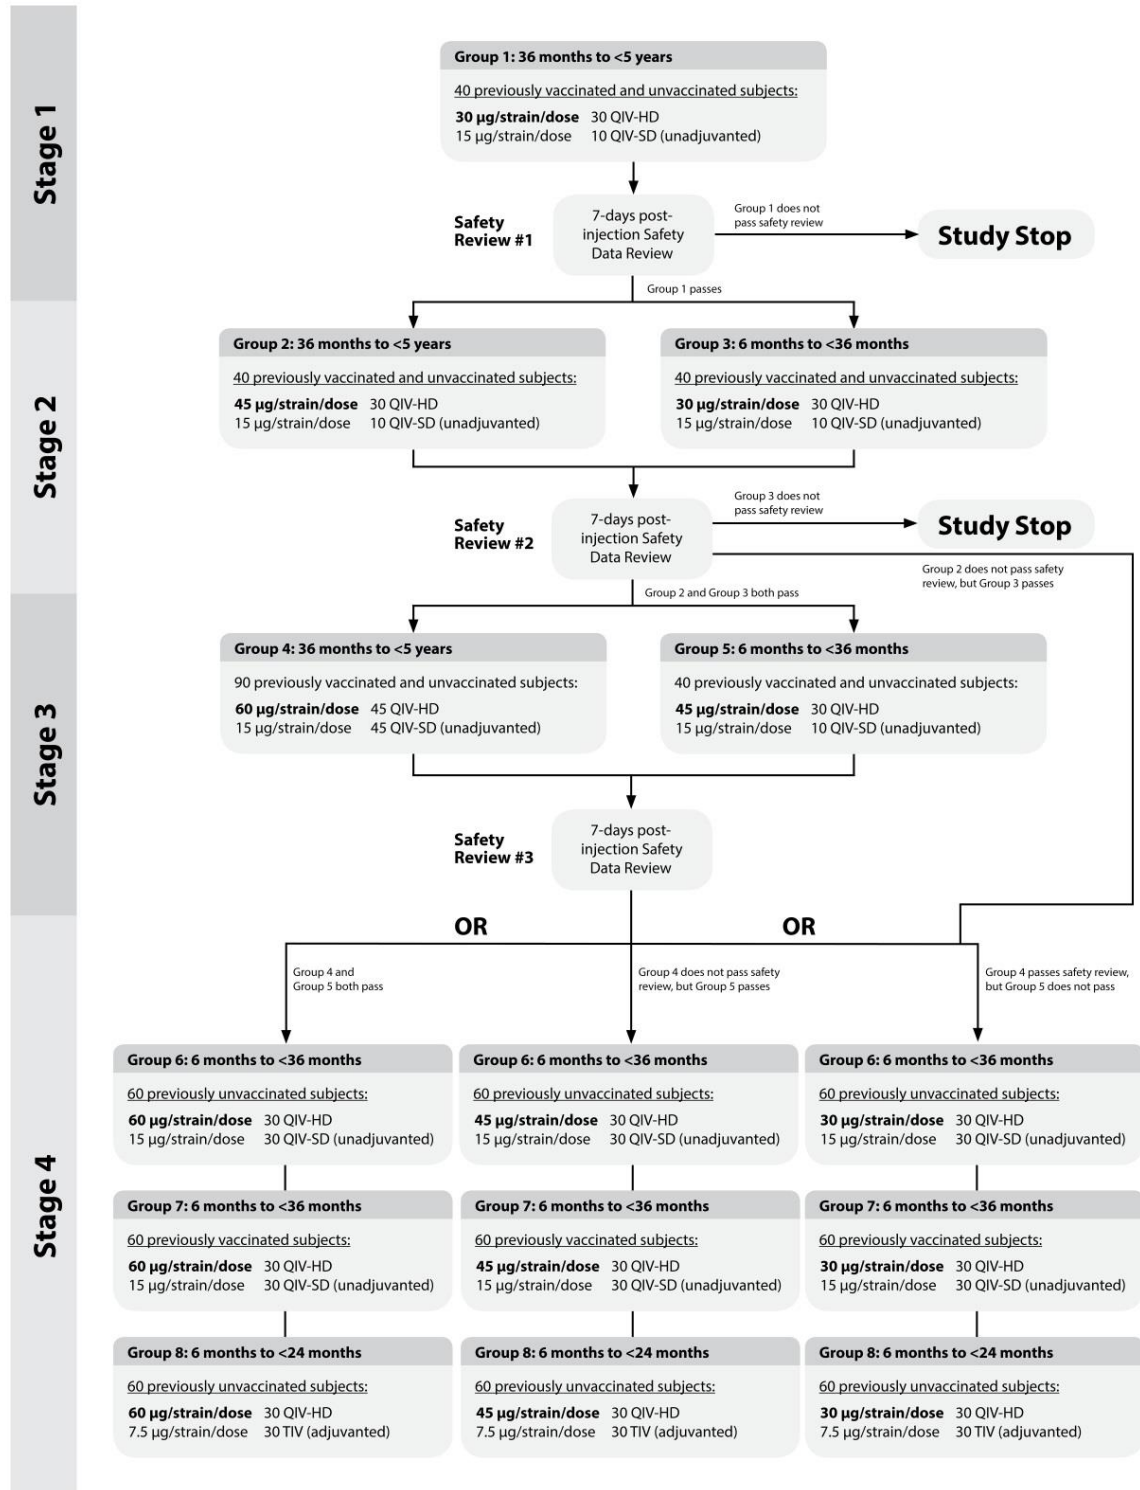 Stage 1
Group 1: 36 months to <5 years
40 previously vaccinated and unvaccinated subjects:
30 µg/strain/dose 30 QIV-HD
15 µg/strain/dose 10 QIV-SD (unadjuvanted)
Safety
Review #1
7-days post-
injection Safety
Data Review
Group 1 does not
pass safety review
Study Stop
Group 1 passes
Stage 2
Group 2: 36 months to <5 years
40 previously vaccinated and unvaccinated subjects:
45 µg/strain/dose 30 QIV-HD
15 µg/strain/dose 10 QIV-SD (unadjuvanted)
Group 3: 6 months to <36 months
40 previously vaccinated and unvaccinated subjects:
30 µg/strain/dose 30 QIV-HD
15 µg/strain/dose 10 QIV-SD (unadjuvanted)
Safety
Review #2
7-days post-
injection Safety
Data Review
Group 3 does not
pass safety review
Study Stop
Group 2 does not pass safety
review, but Group 3 passes
Group 2 and Group 3 both pass
Stage 3
Group 4: 36 months to <5 years
90 previously vaccinated and unvaccinated subjects:
60 µg/strain/dose 45 QIV-HD
15 µg/strain/dose 45 QIV-SD (unadjuvanted)
Group 5: 6 months to <36 months
40 previously vaccinated and unvaccinated subjects:
45 µg/strain/dose 30 QIV-HD
15 µg/strain/dose 10 QIV-SD (unadjuvanted)
Safety
Review #3
7-days post-
injection Safety
Data Review
OR
OR
Stage 4
Group 4 and
Group 5 both pass
Group 4 does not pass safety
review, but Group 5 passes
Group 4 passes safety review,
but Group 5 does not pass
Group 6: 6 months to <36 months
60 previously unvaccinated subjects:
60 µg/strain/dose 30 QIV-HD
15 µg/strain/dose 30 QIV-SD (unadjuvanted)
Group 6: 6 months to <36 months
60 previously unvaccinated subjects:
45 µg/strain/dose 30 QIV-HD
15 µg/strain/dose 30 QIV-SD (unadjuvanted)
Group 6: 6 months to <36 months
60 previously unvaccinated subjects:
30 µg/strain/dose 30 QIV-HD
15 µg/strain/dose 30 QIV-SD (unadjuvanted)
Group 7: 6 months to <36 months
60 previously vaccinated subjects:
60 µg/strain/dose 30 QIV-HD
15 µg/strain/dose 30 QIV-SD (unadjuvanted)
Group 7: 6 months to <36 months
60 previously vaccinated subjects:
45 µg/strain/dose 30 QIV-HD
15 µg/strain/dose 30 QIV-SD (unadjuvanted)
Group 7: 6 months to <36 months
60 previously vaccinated subjects:
30 µg/strain/dose 30 QIV-HD
15 µg/strain/dose 30 QIV-SD (unadjuvanted)
Group 8: 6 months to <24 months
60 previously unvaccinated subjects:
60 µg/strain/dose 30 QIV-HD
7.5 µg/strain/dose 30 TIV (adjuvanted)
Group 8: 6 months to <24 months
60 previously unvaccinated subjects:
45 µg/strain/dose 30 QIV-HD
7.5 µg/strain/dose 30 TIV (adjuvanted)
Group 8: 6 months to <24 months
60 previously unvaccinated subjects:
30 µg/strain/dose 30 QIV-HD
7.5 µg/strain/dose 30 TIV (adjuvanted)